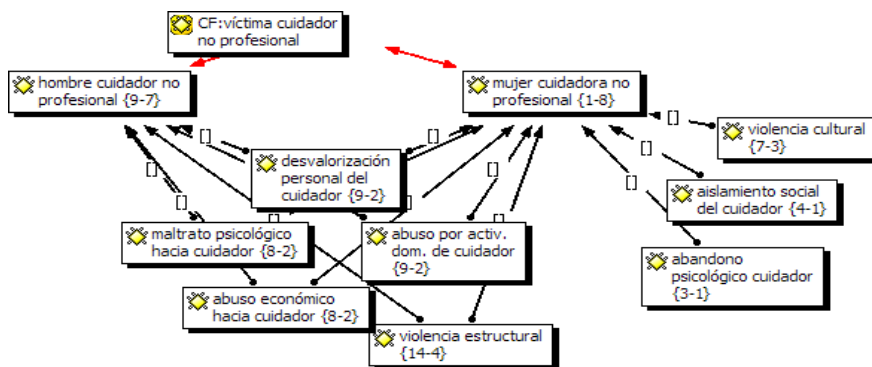 CF:víctima cuidador
no profesional
hombre cuidador no
profesional {9-7}
mujer cuidadora no
profesional {1-8}
[]
[]
[]
[]
violencia cultural
{7-3}
[]
[]
desvalorización
personal del
cuidador {9-2}
[]
[]
[]
aislamiento social
del cuidador {4-1}
[]
[]
maltrato psicológico
hacia cuidador {8-2}
abuso por activ.
dom. de cuidador
{9-2}
abandono
psicológico cuidador
{3-1}
abuso económico
hacia cuidador {8-2}
violencia estructural
{14-4}